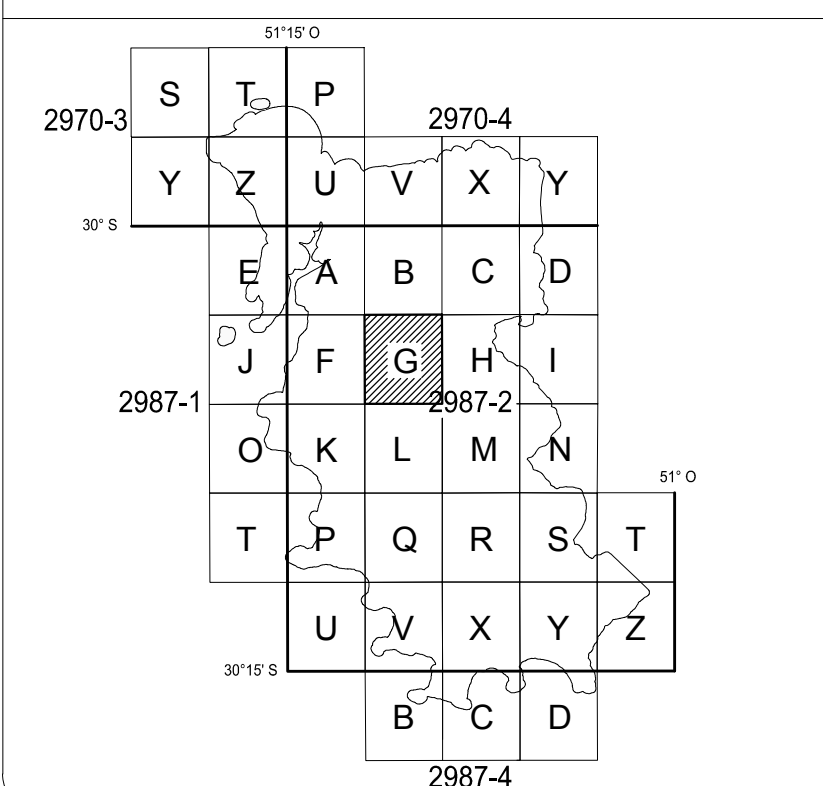 51°15' O
S T P
2970-3 2970-4
Y Z U V X Y
30° S
E A B C D
J F G H I
2987-1 2987-2
O K L M N
51° O
T P Q R S T
U V X Y Z
30°15' S
B C D
2987-4